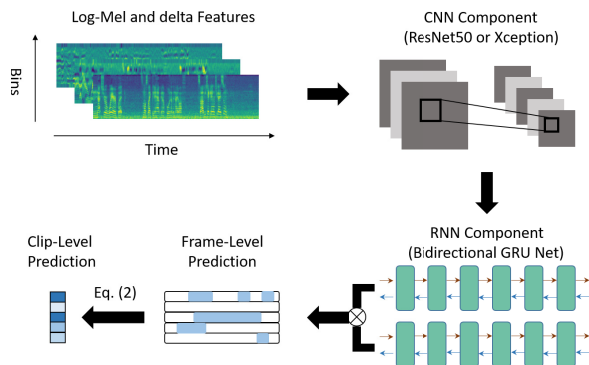 Log-Mel and delta Features
Bins
Time
CNN Component
(ResNet50 or Xception)
RNN Component
(Bidirectional GRU Net)
Frame-Level
Prediction
Eq. (2)
Clip-Level
Prediction